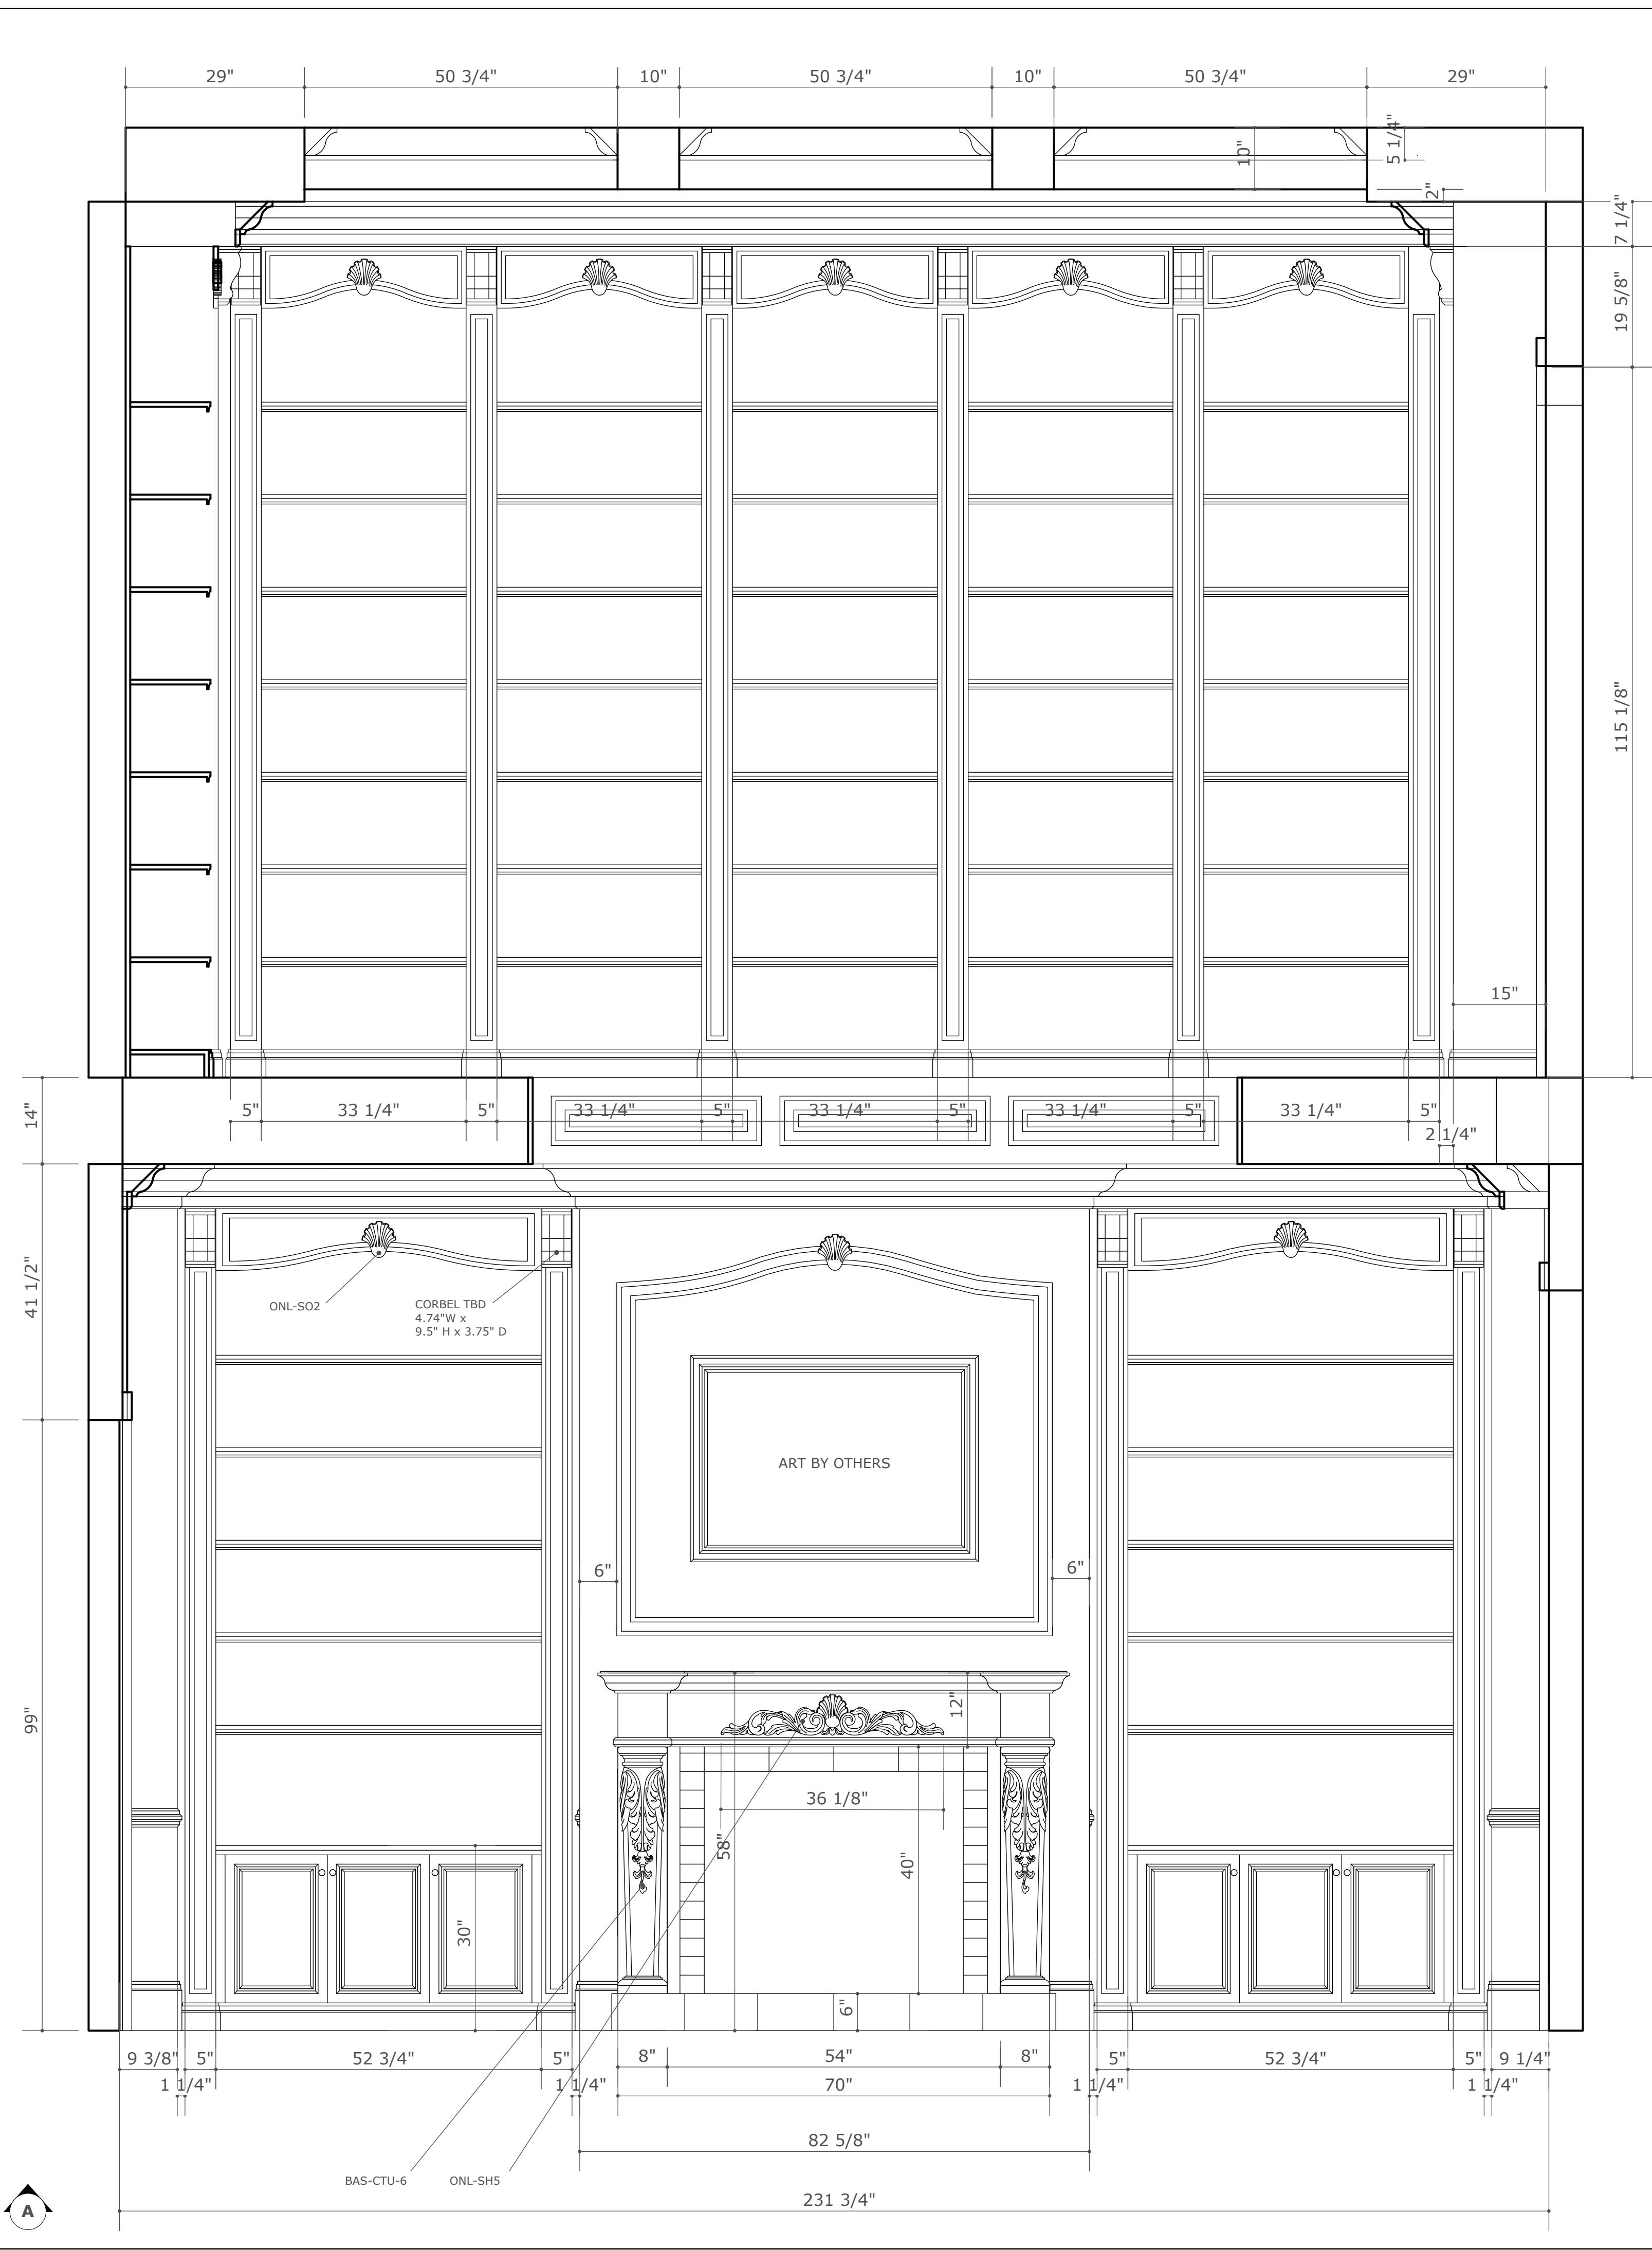 29" 50 3/4" 10" 50 3/4" 10" 50 3/4" 29"
10" 5 1/4"
2"
7 1/4"
19 5/8"
115 1/8"
15"
14"
5" 33 1/4" 5" 33 1/4" 5" 33 1/4" 5" 33 1/4" 5" 33 1/4" 5"
2 1/4"
41 1/2"
ONL-SO2
CORBEL TBD
4.74"W x
9.5" H x 3.75" D
ART BY OTHERS
6" 6"
99"
12"
36 1/8"
58"
40"
30"
6"
9 3/8" 5" 52 3/4" 5" 8" 54" 8" 5" 52 3/4" 5" 9 1/4"
1 1/4" 1 1/4" 70" 1 1/4" 1 1/4"
82 5/8"
BAS-CTU-6 ONL-SH5
231 3/4"
A